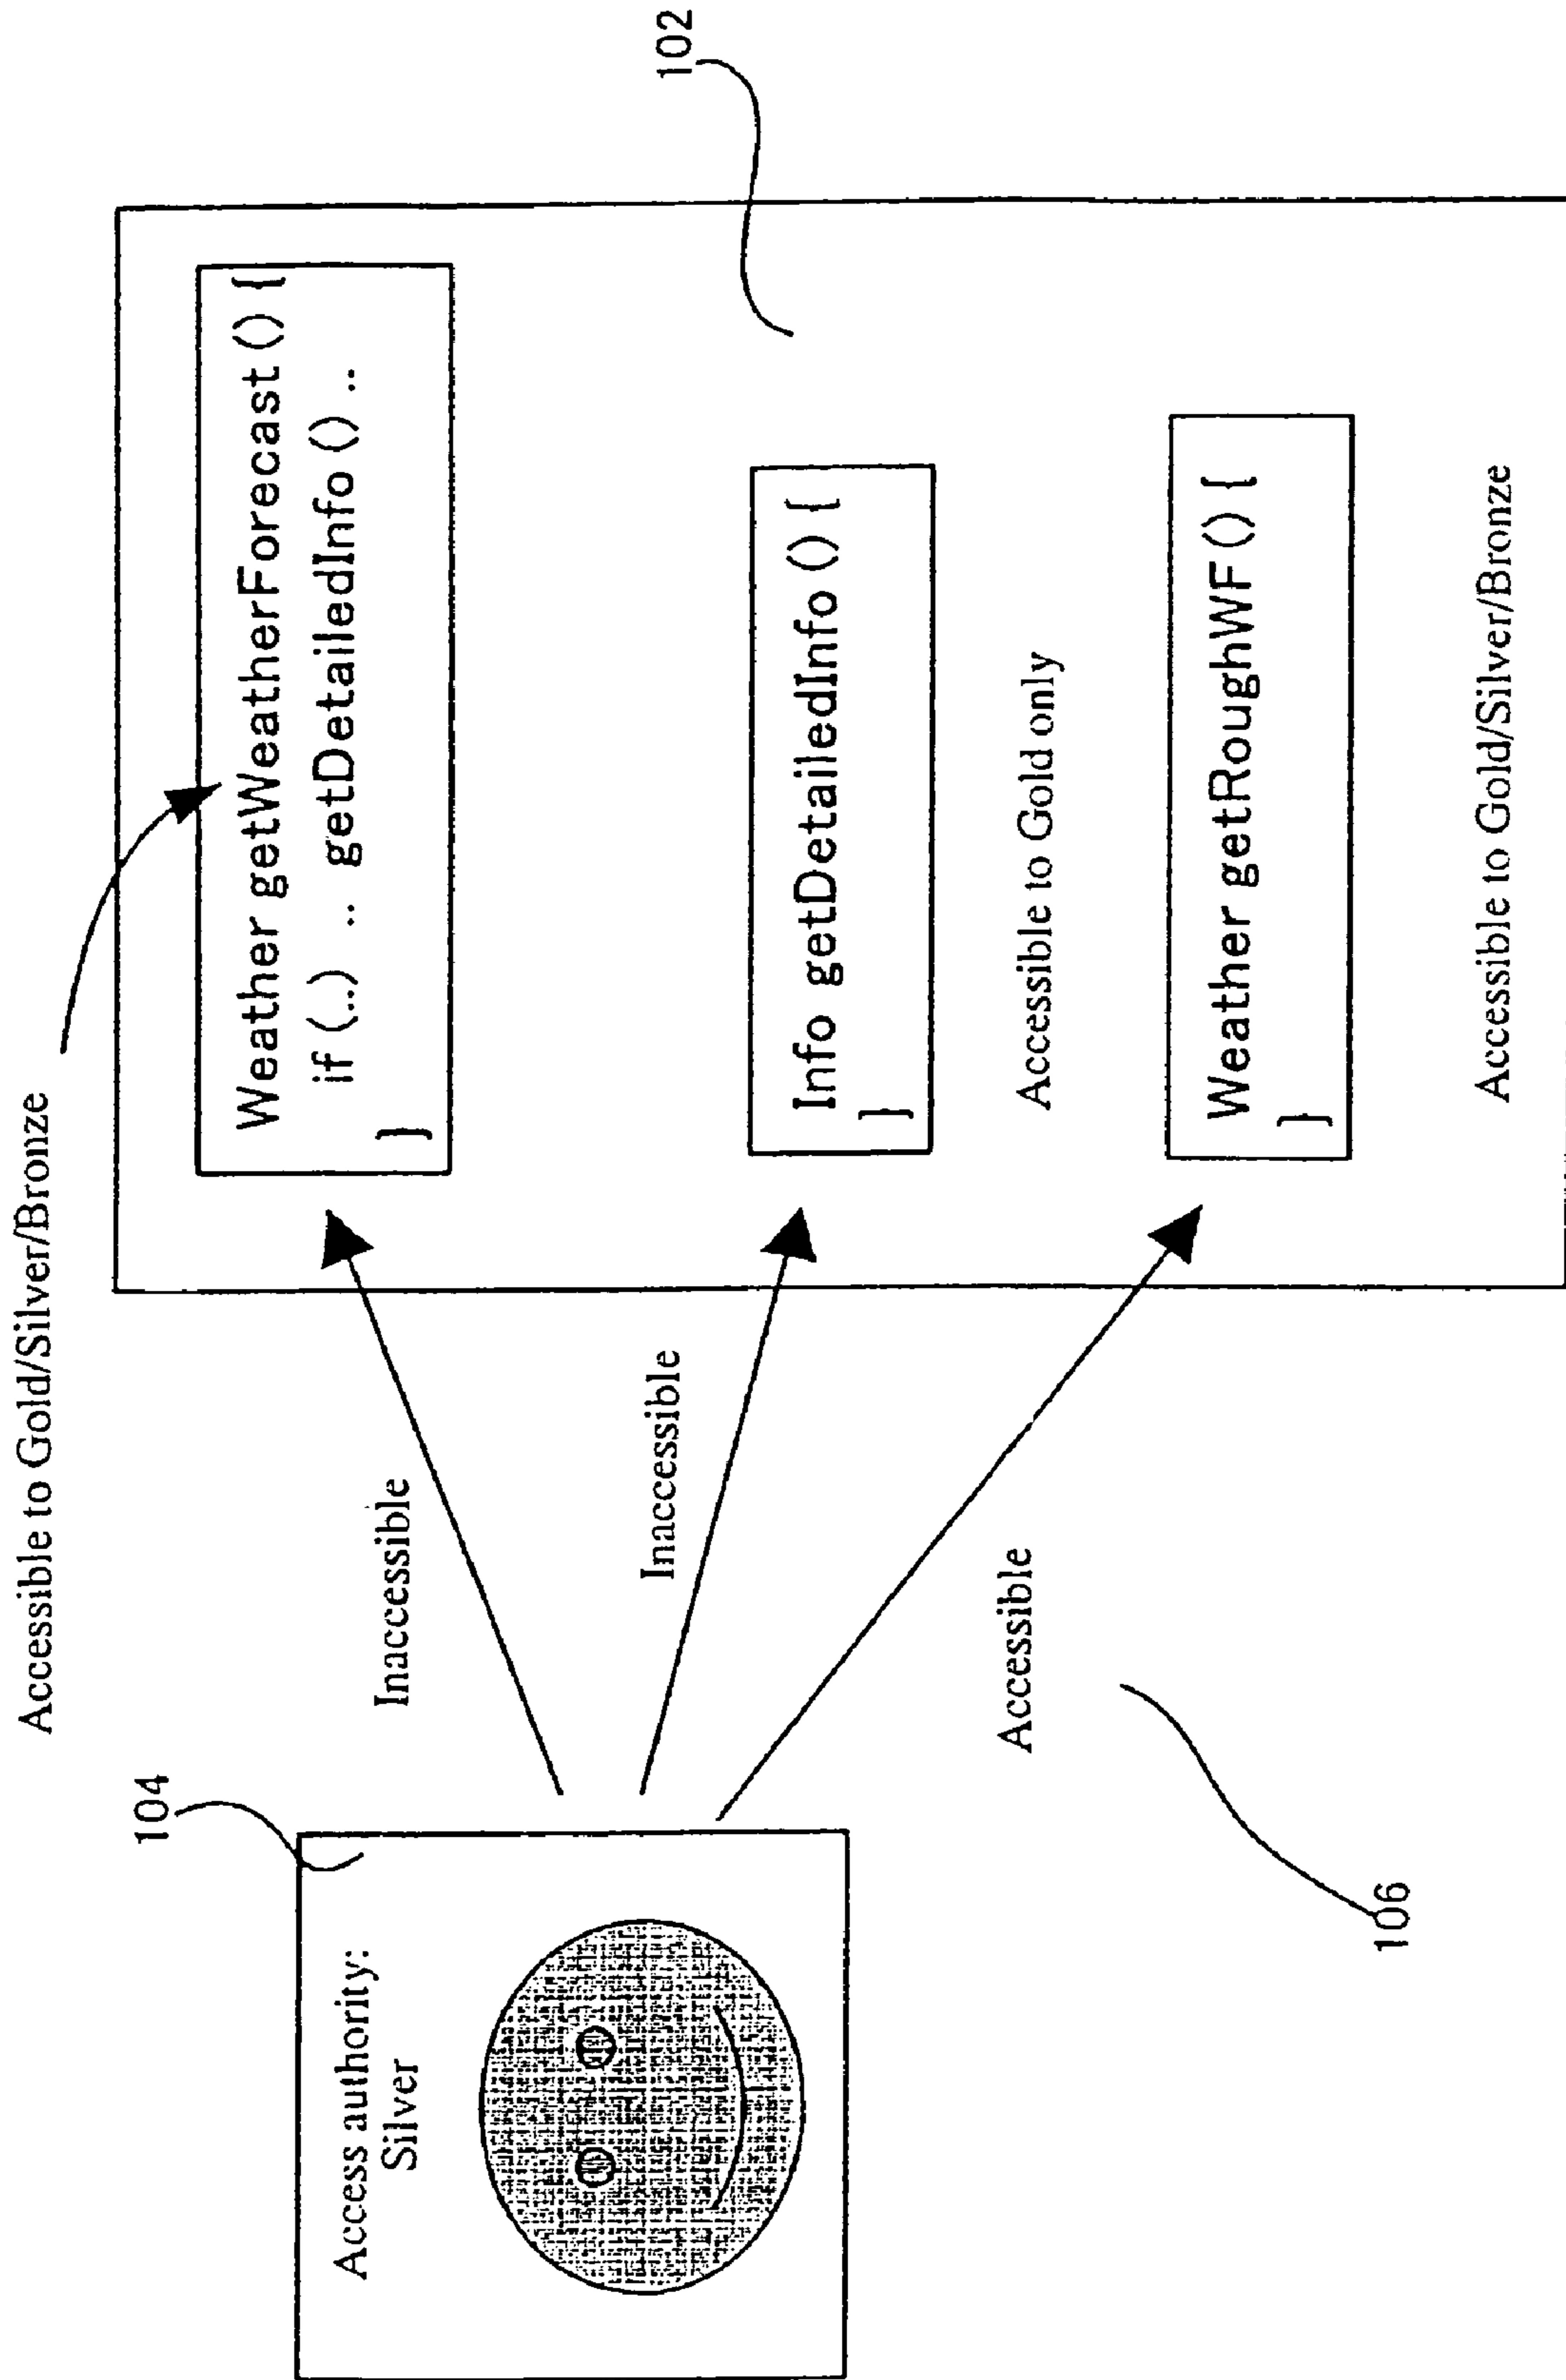 Accessible to Gold/Silver/Bronze
104
Access authority:
Silver
Inaccessible
Inaccessible
Accessible
106
Weather getWeatherForecast () {
if (..) .. getDetailedInfo () ..
}
102
Info getDetailedInfo () {
}
Accessible to Gold only
Weather getRoughWF () {
}
Accessible to Gold/Silver/Bronze